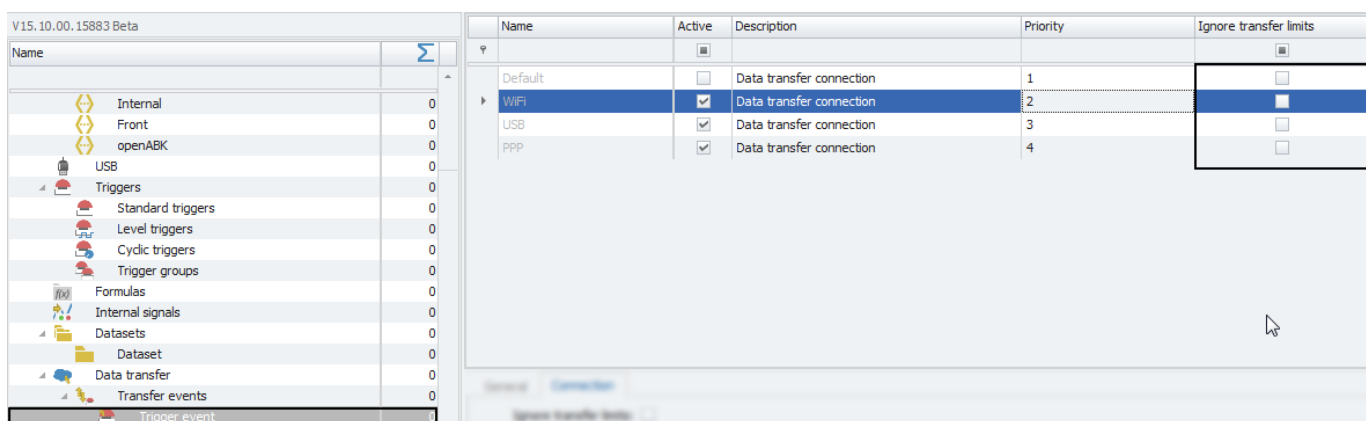 V15.10.00.15883 Beta
Name Σ
Internal 0
Front 0
openABK 0
USB 0
Triggers 0
Standard triggers 0
Level triggers 0
Cyclic triggers 0
Trigger groups 0
f(x) Formulas 0
Internal signals 0
Datasets 0
Dataset 0
Data transfer 0
Transfer events 0
Trigger event 0
Name Active Description Priority Ignore transfer limits
Default Data transfer connection 1
WiFi Data transfer connection 2
USB Data transfer connection 3
PPP Data transfer connection 4
General Connection
Ignore transfer limits